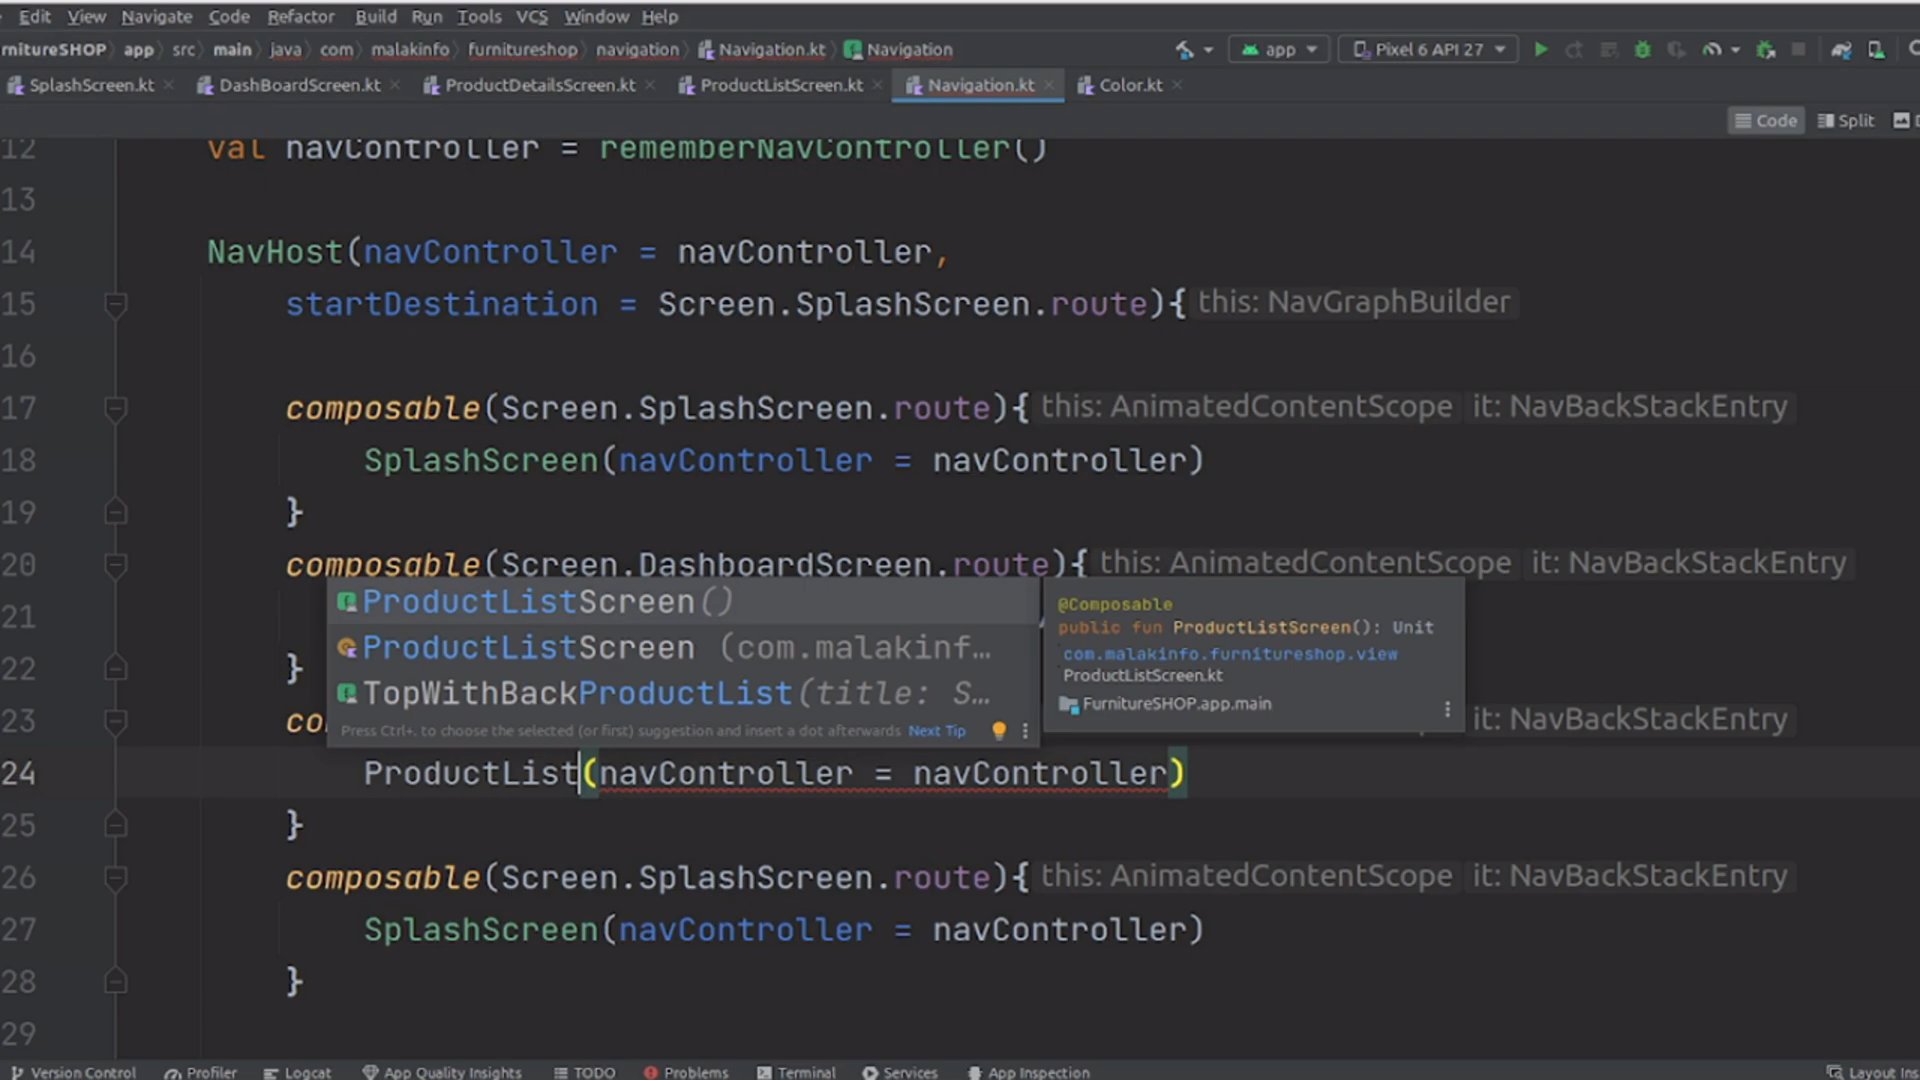 Edit View Navigate Code Refactor Build Run Tools VCS Window Help
rnitureSHOP app src main java com malakinfo furnitureshop navigation Navigation.kt Navigation app Pixel 6 API 27
SplashScreen.kt DashBoardScreen.kt ProductDetailsScreen.kt ProductListScreen.kt Navigation.kt Color.kt
Code Split
12 val navController = rememberNavController()
13
14 NavHost(navController = navController,
15 startDestination = Screen.SplashScreen.route){ this: NavGraphBuilder
16
17 composable(Screen.SplashScreen.route){ this: AnimatedContentScope it: NavBackStackEntry
18 SplashScreen(navController = navController)
19 }
20 composable(Screen.DashboardScreen.route){ this: AnimatedContentScope it: NavBackStackEntry
21
22 }
23 co it: NavBackStackEntry
ProductListScreen()
ProductListScreen (com.malakinf...
TopWithBackProductList(title: S...
Press Ctrl+. to choose the selected (or first) suggestion and insert a dot afterwards Next Tip
@Composable
public fun ProductListScreen(): Unit
com.malakinfo.furnitureshop.view
ProductListScreen.kt
FurnitureSHOP.app.main
24 ProductList(navController = navController)
25 }
26 composable(Screen.SplashScreen.route){ this: AnimatedContentScope it: NavBackStackEntry
27 SplashScreen(navController = navController)
28 }
29
Version Control Profiler Logcat App Quality Insights TODO Problems Terminal Services App Inspection Layout Ins